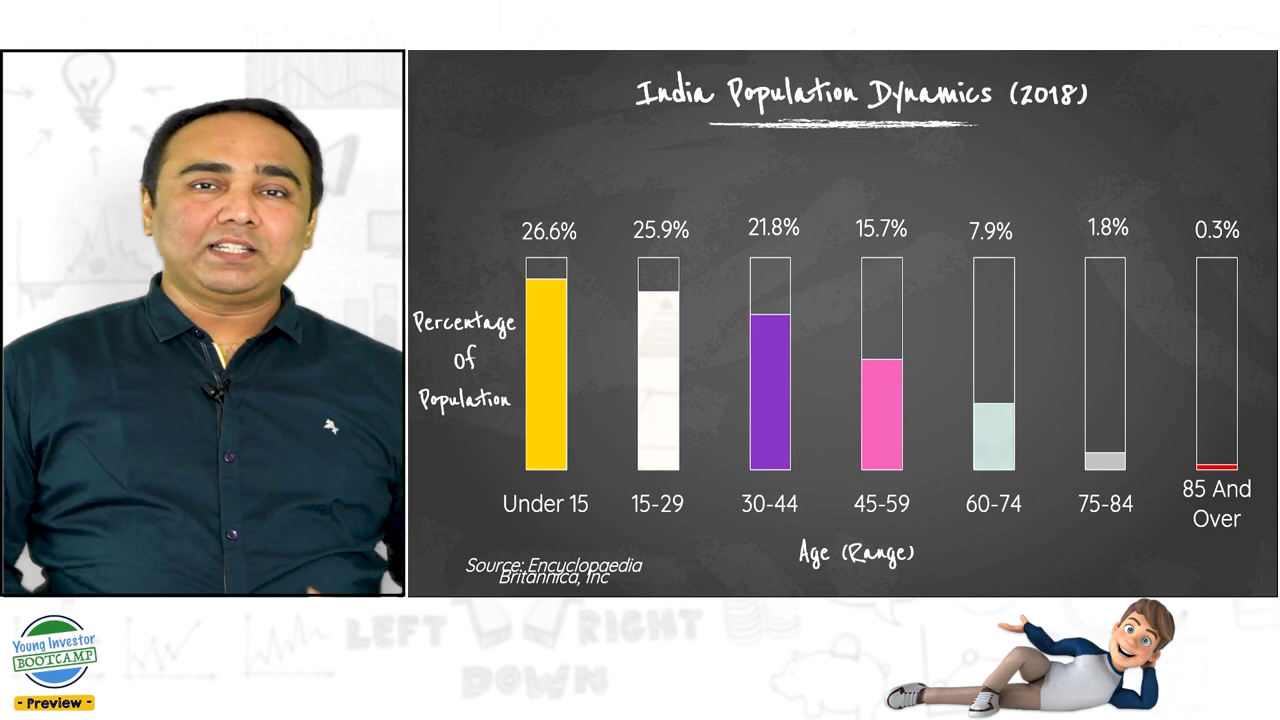 India Population Dynamics (2018)
26.6% 25.9% 21.8% 15.7% 7.9% 1.8% 0.3%
Percentage
of
Population
Under 15 15-29 30-44 45-59 60-74 75-84 85 And
Over
Age (Range)
Source: Encyclopaedia
Britannica, Inc
Young Investor
BOOTCAMP
- Preview -
LEFT RIGHT
DOWN